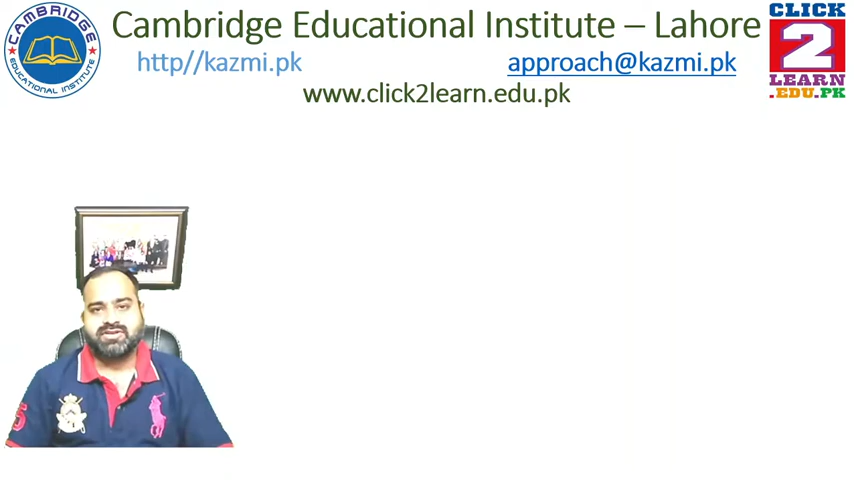 CAMBRIDGE
EDUCATIONAL INSTITUTE
Cambridge Educational Institute – Lahore
http//kazmi.pk
approach@kazmi.pk
www.click2learn.edu.pk
CLICK
2
LEARN
.EDU.PK
5